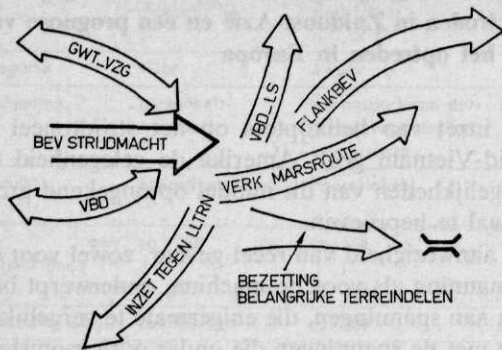 GWT_VZG
BEV STRIJDMACHT
VBD
VBD_LS
FLANKBEV
VERK MARSROUTE
INZET TEGEN LLTRN
BEZETTING
BELANGRIJKE TERREINDELEN